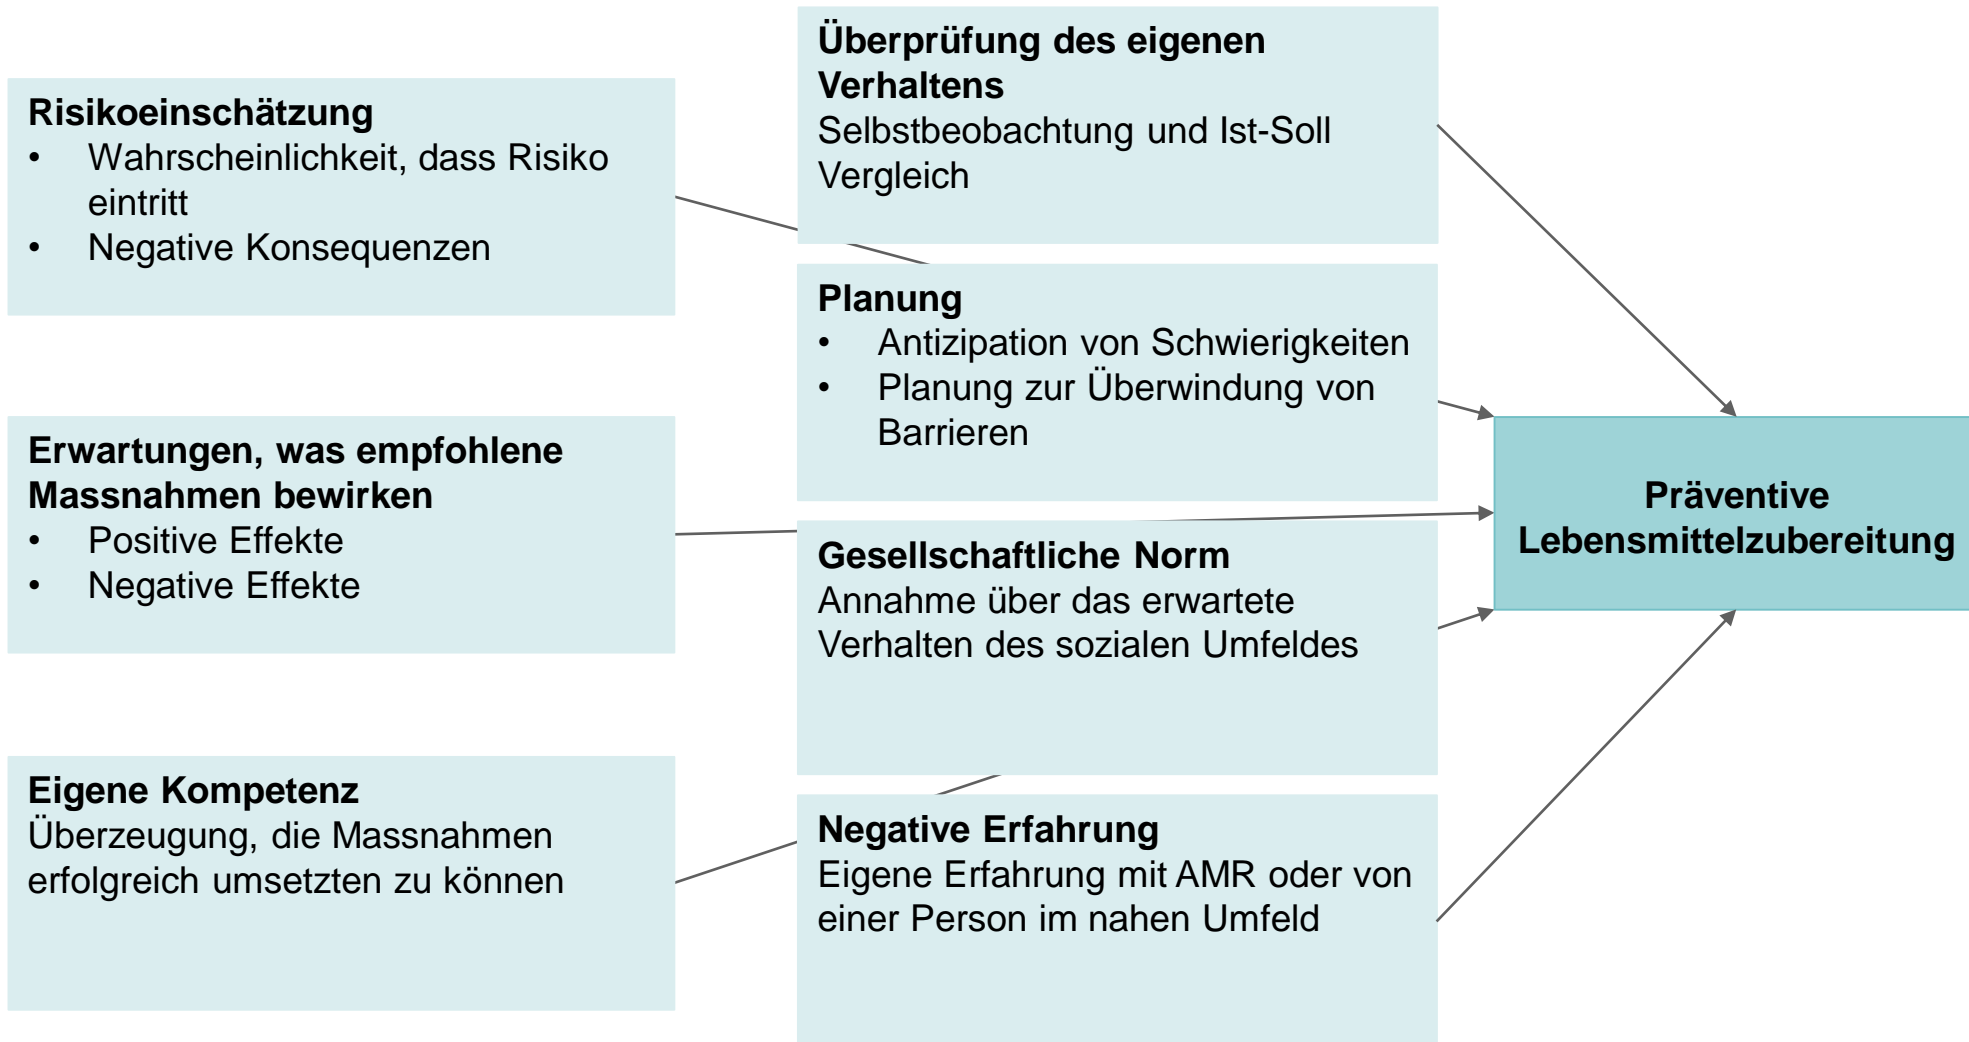 Risikoeinschätzung
• Wahrscheinlichkeit, dass Risiko
eintritt
• Negative Konsequenzen
Erwartungen, was empfohlene
Massnahmen bewirken
• Positive Effekte
• Negative Effekte
Eigene Kompetenz
Überzeugung, die Massnahmen
erfolgreich umsetzten zu können
Überprüfung des eigenen
Verhaltens
Selbstbeobachtung und Ist-Soll
Vergleich
Planung
• Antizipation von Schwierigkeiten
• Planung zur Überwindung von
Barrieren
Gesellschaftliche Norm
Annahme über das erwartete
Verhalten des sozialen Umfeldes
Negative Erfahrung
Eigene Erfahrung mit AMR oder von
einer Person im nahen Umfeld
Präventive
Lebensmittelzubereitung